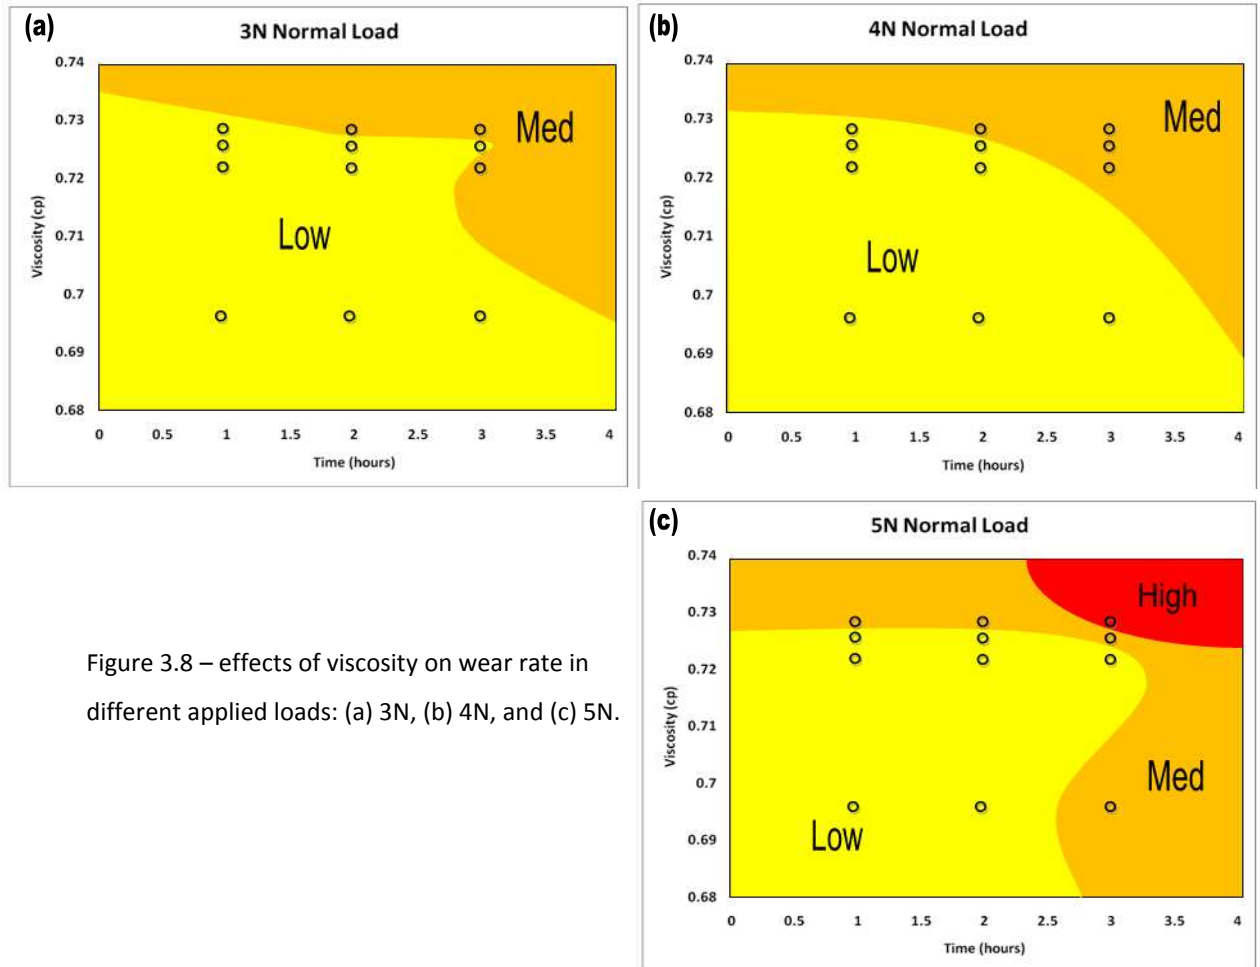 (a)
3N Normal Load
0.74
0.73
0.72
0.71
0.7
0.69
0.68
Viscosity (cp)
Med
Low
0 0.5 1 1.5 2 2.5 3 3.5 4
Time (hours)
(b)
4N Normal Load
0.74
0.73
0.72
0.71
0.7
0.69
0.68
Viscosity (cp)
Med
Low
0 0.5 1 1.5 2 2.5 3 3.5 4
Time (hours)
(c)
5N Normal Load
0.74
0.73
0.72
0.71
0.7
0.69
0.68
Viscosity (cp)
High
Med
Low
0 0.5 1 1.5 2 2.5 3 3.5 4
Time (hours)
Figure 3.8 – effects of viscosity on wear rate in
different applied loads: (a) 3N, (b) 4N, and (c) 5N.